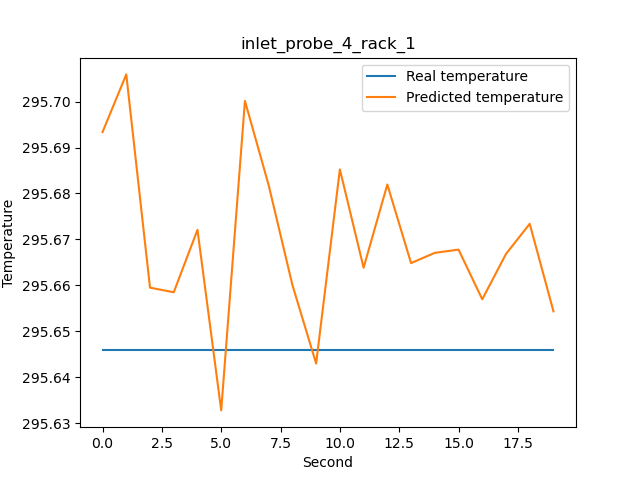 inlet_probe_4_rack_1
Real temperature
Predicted temperature
295.70
295.69
295.68
295.67
295.66
295.65
295.64
295.63
Temperature
0.0 2.5 5.0 7.5 10.0 12.5 15.0 17.5
Second